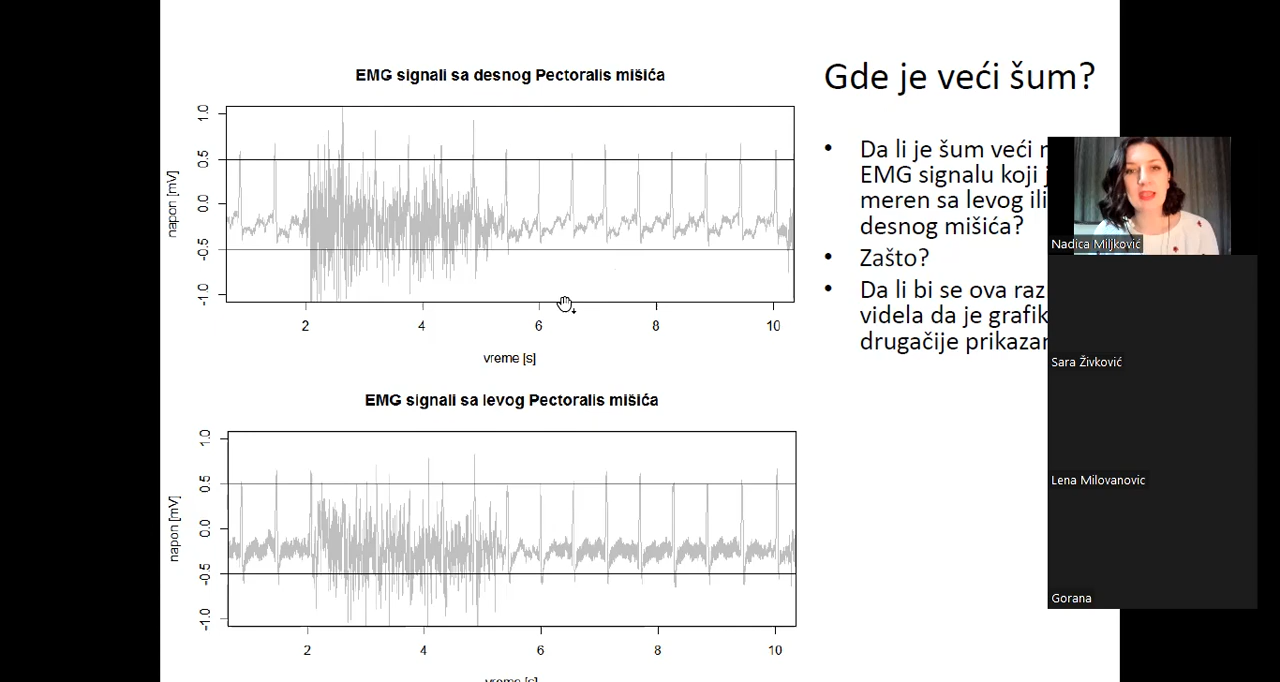 EMG signali sa desnog Pectoralis mišića
1.0
0.5
0.0
-0.5
-1.0
napon [mV]
2 4 6 8 10
vreme [s]
EMG signali sa levog Pectoralis mišića
1.0
0.5
0.0
-0.5
-1.0
napon [mV]
2 4 6 8 10
vreme [s]
Gde je veći šum?
• Da li je šum veći
EMG signalu koji
meren sa levog ili
desnog mišića?
• Zašto?
• Da li bi se ova
videla da je
drugačije
Nadica Miljković
Sara Živković
Lena Milovanovic
Gorana